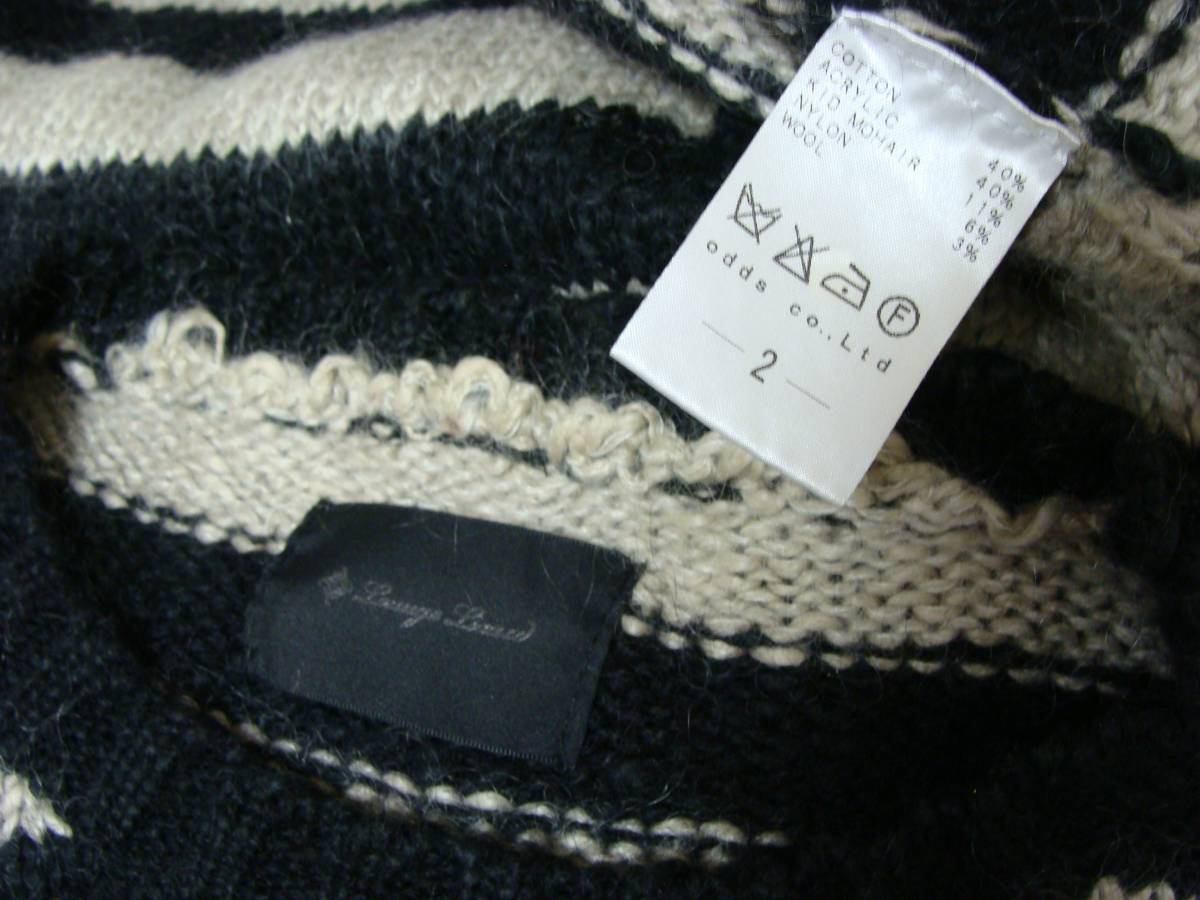 COTTON 40%
ACRYLIC 40%
KID MOHAIR 11%
NYLON 6%
WOOL 3%
F
odds co.,Ltd
2
Lounge Lizard